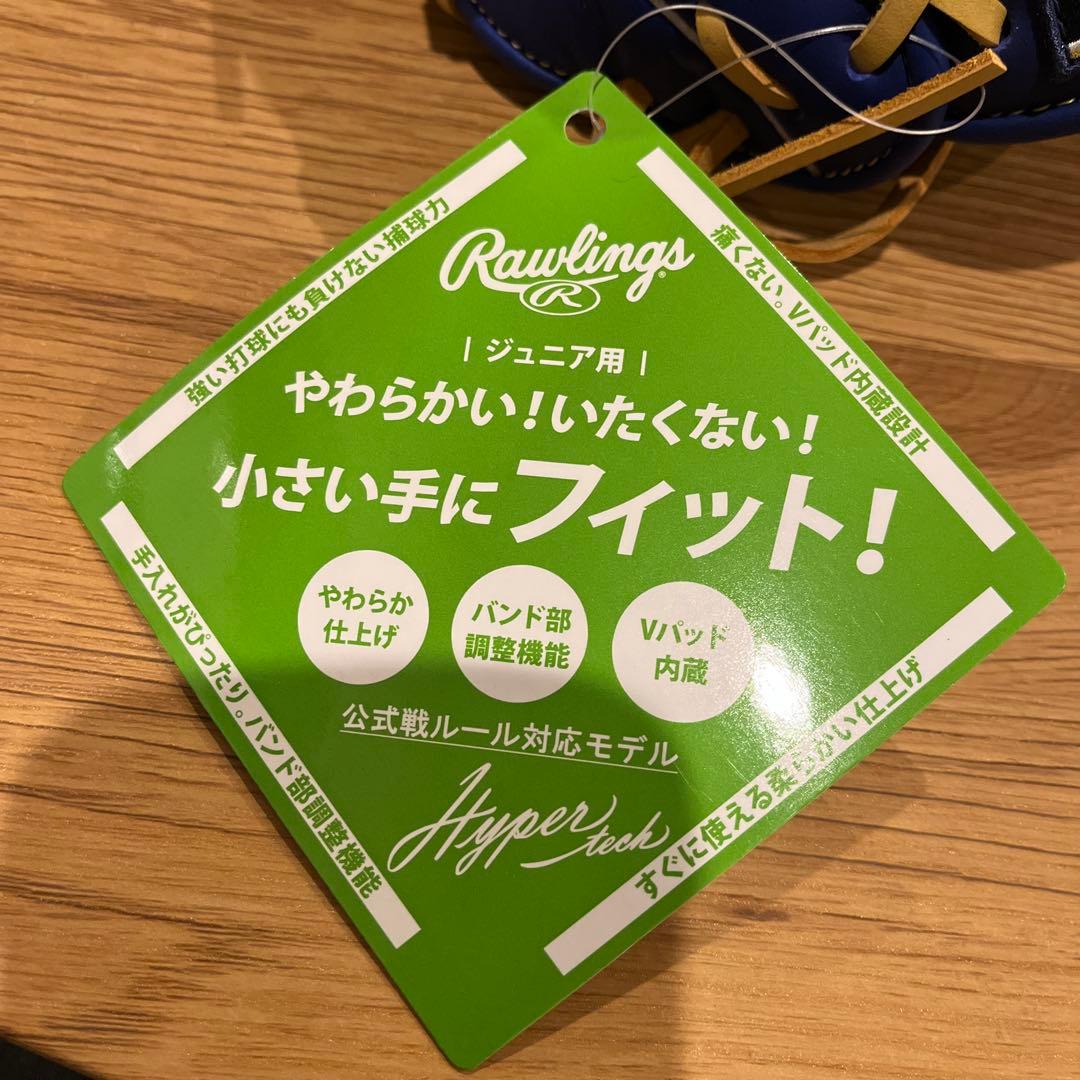 強い打球にも負けない捕球力
痛くない。Vパッド内蔵設計
Rawlings®
R
| ジュニア用 |
やわらかい！いたくない！
小さい手にフィット！
やわらか
仕上げ
バンド部
調整機能
Vパッド
内蔵
公式戦ルール対応モデル
Hyper tech
手入れがぴったり。バンド部調整機能
すぐに使える柔らかい仕上げ